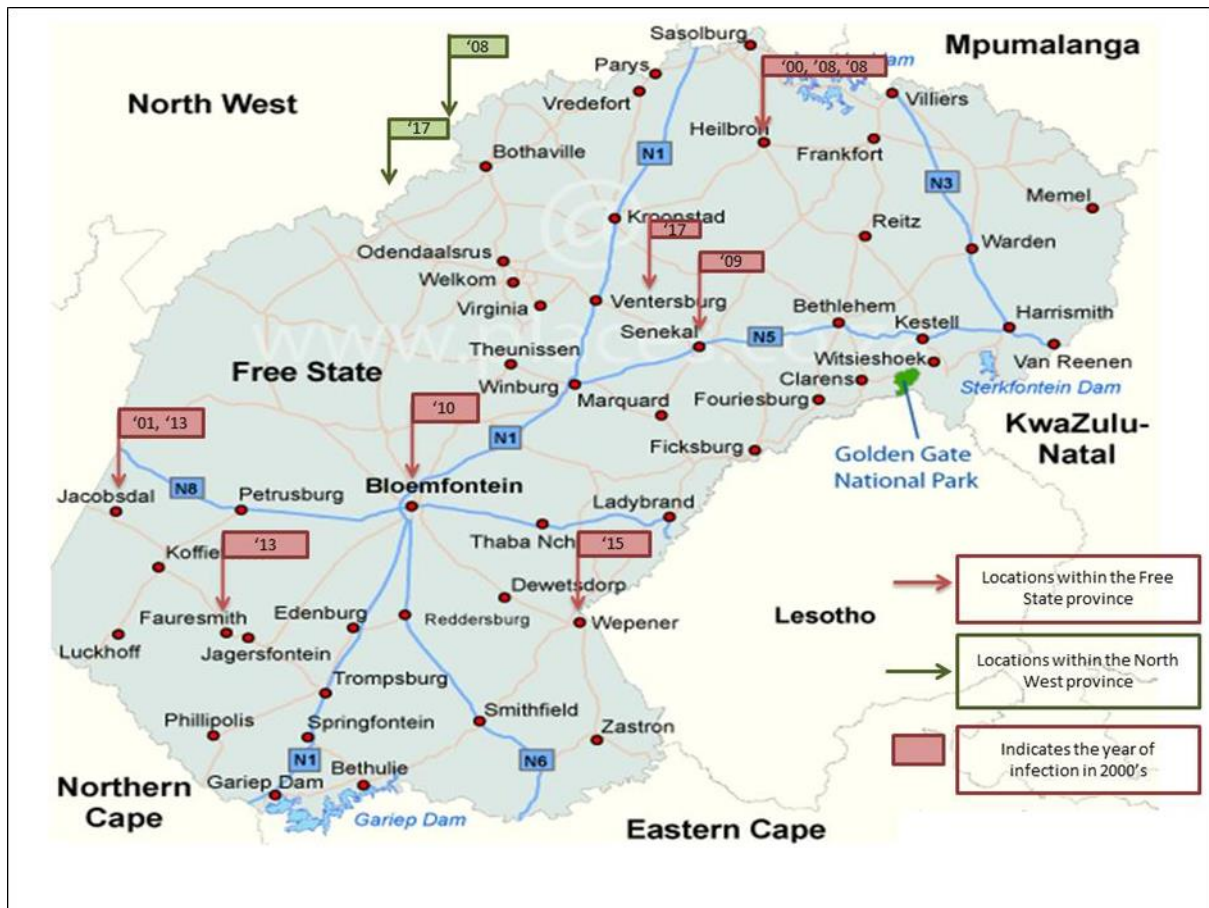 Sasolburg
Mpumalanga
'08
Parys
'00, '08, '08
North West
Vredefort
Villiers
'17
N1
Heilbron
Frankfort
Bothaville
N3
Memel
Kroonstad
@
'17
Reitz
Odendaalsrus
'09
Warden
Welkom
Virginia
Ventersburg
Bethlehem
Harrismith
Senekal
Kestell
N5
www.places.co.za
Theunissen
Witsieshoek
Van Reenen
Free State
Winburg
Clarens
Sterkfontein Dam
Marquard
Fouriesburg
'01, '13
'10
N1
KwaZulu-
Natal
Ficksburg
Golden Gate
National Park
N8
Jacobsdal
Petrusburg
Bloemfontein
Ladybrand
Thaba Nch
'13
'15
Koffie
Dewetsdorp
Locations within the Free
State province
Fauresmith
Edenburg
Reddersburg
Wepener
Lesotho
Luckhoff
Jagersfontein
Locations within the North
West province
Trompsburg
Phillipolis
Springfontein
Smithfield
Zastron
Indicates the year of
infection in 2000's
N1
N6
Northern
Cape
Gariep Dam
Bethulie
Gariep Dam
Eastern Cape